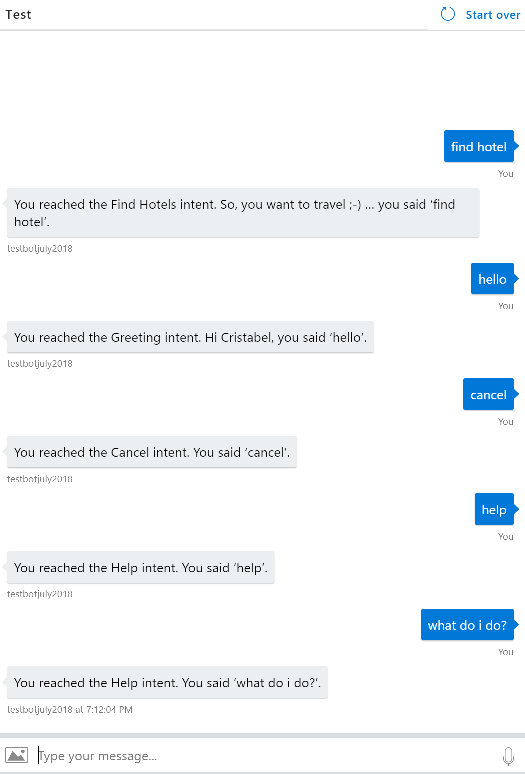 Test
Start over
find hotel
You
You reached the Find Hotels intent. So, you want to travel ;-) ... you said 'find
hotel'.
testbotjuly2018
hello
You
You reached the Greeting intent. Hi Cristabel, you said 'hello'.
testbotjuly2018
cancel
You
You reached the Cancel intent. You said 'cancel'.
testbotjuly2018
help
You
You reached the Help intent. You said 'help'.
testbotjuly2018
what do i do?
You
You reached the Help intent. You said 'what do i do?'.
testbotjuly2018 at 7:12:04 PM
Type your message...